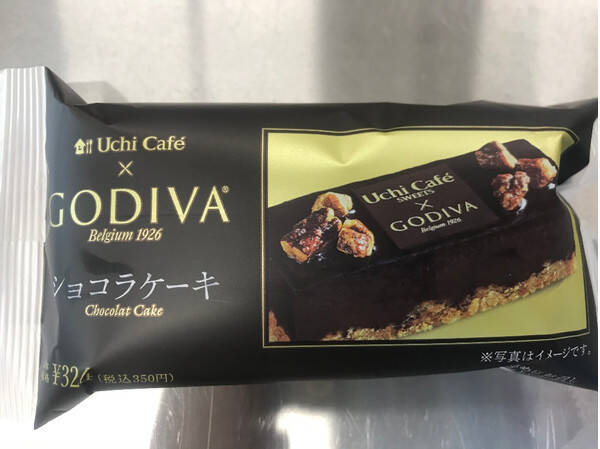 Uchi Café
×
GODIVA®
Belgium 1926
ショコラケーキ
Chocolat Cake
¥324 (税込350円)
Uchi Café
SWEETS
×
GODIVA
Belgium 1926
※写真はイメージです。